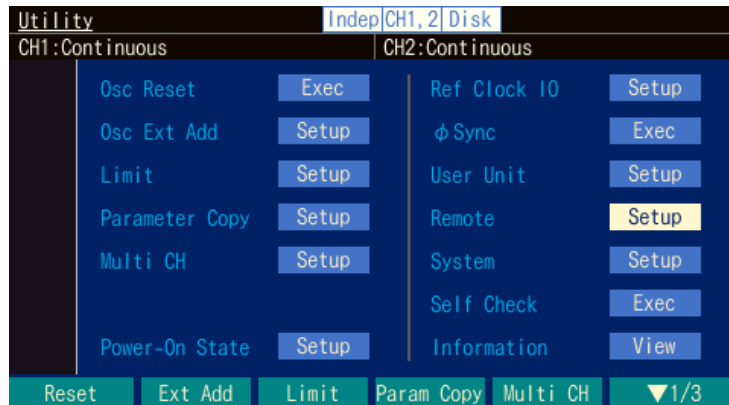 Utility Indep CH1,2 Disk
CH1:Continuous CH2:Continuous
Osc Reset Exec
Osc Ext Add Setup
Limit Setup
Parameter Copy Setup
Multi CH Setup
Power-On State Setup
Ref Clock IO Setup
φSync Exec
User Unit Setup
Remote Setup
System Setup
Self Check Exec
Information View
Reset Ext Add Limit Param Copy Multi CH ▼1/3